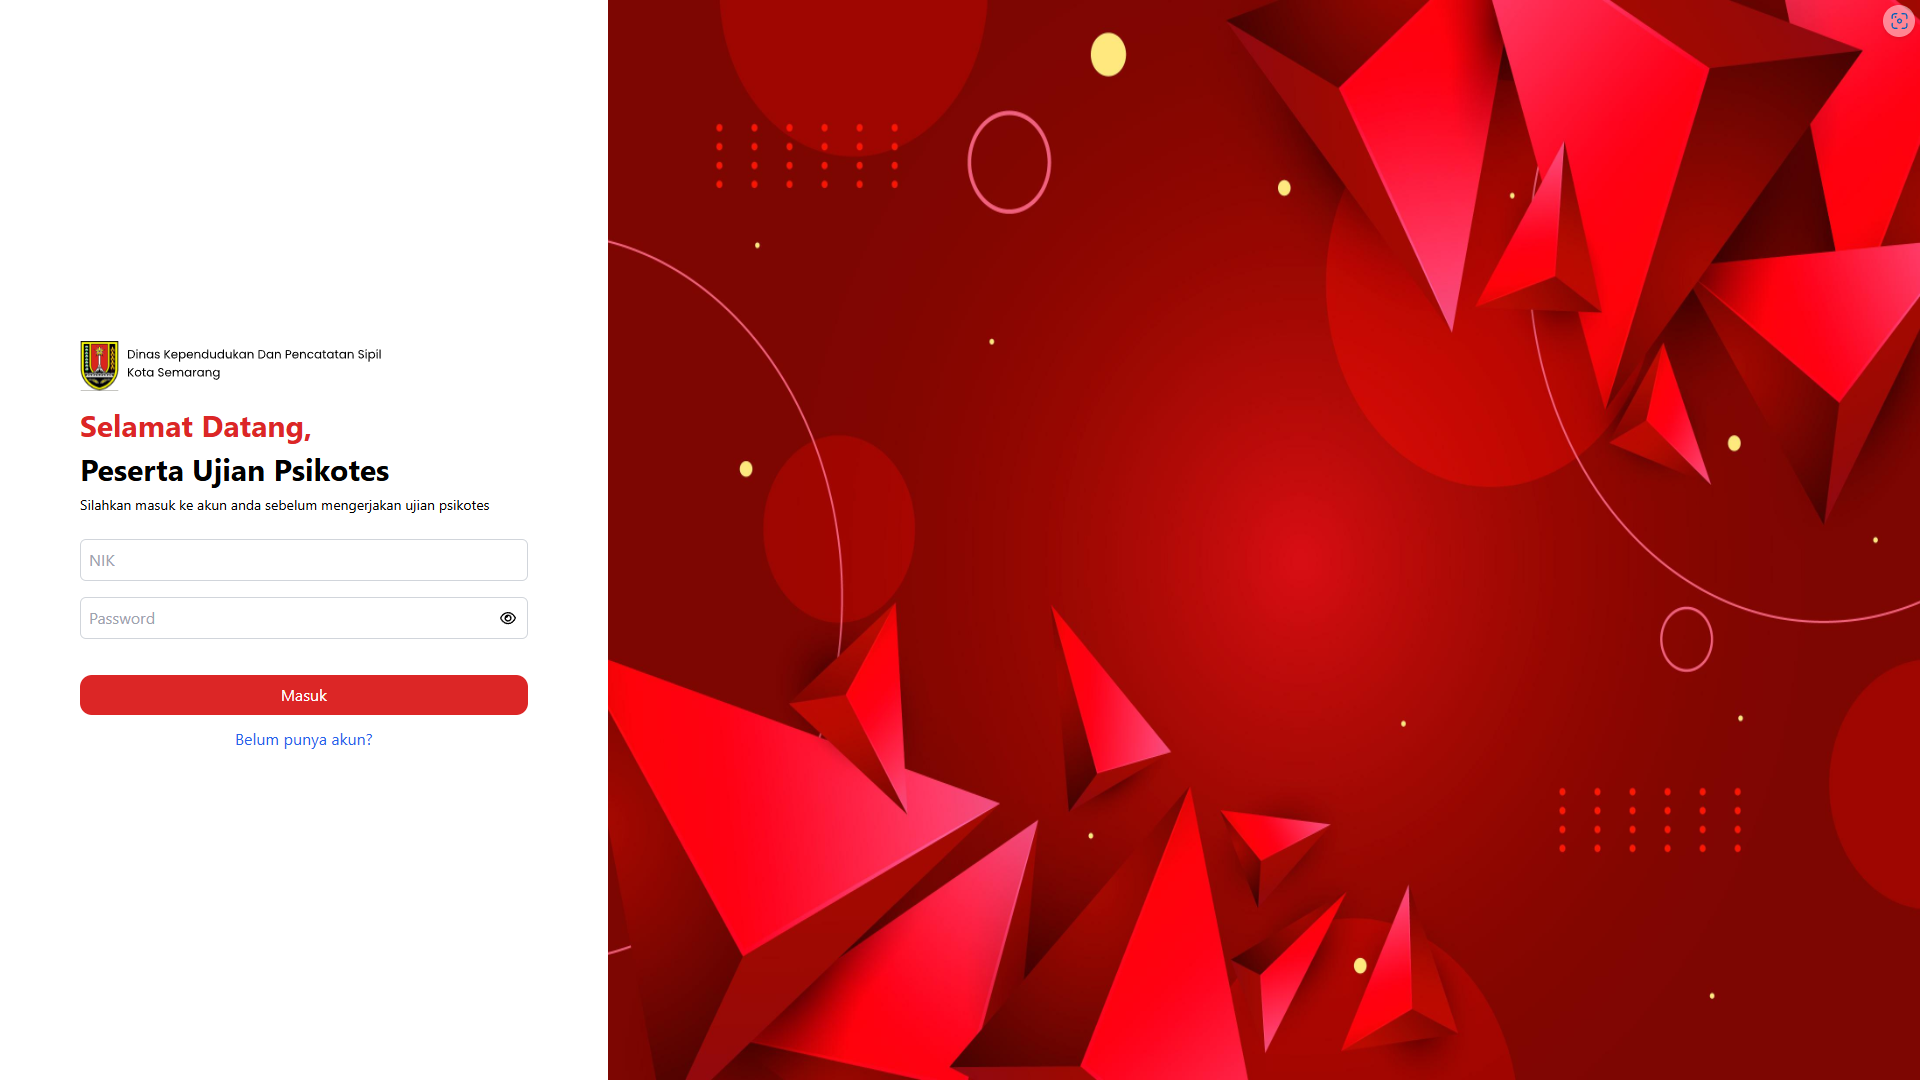 Dinas Kependudukan Dan Pencatatan Sipil
Kota Semarang
Selamat Datang,
Peserta Ujian Psikotes
Silahkan masuk ke akun anda sebelum mengerjakan ujian psikotes
NIK
Password
Masuk
Belum punya akun?